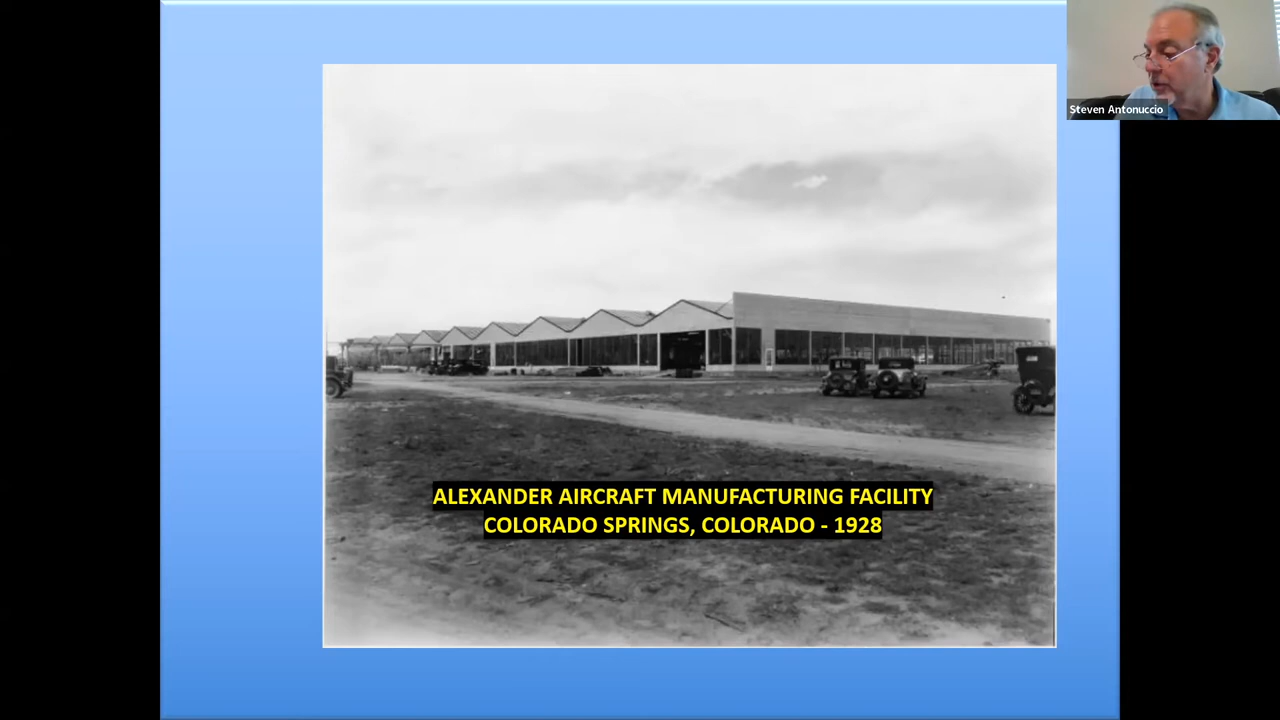 Steven Antonuccio
ALEXANDER AIRCRAFT MANUFACTURING FACILITY
COLORADO SPRINGS, COLORADO - 1928